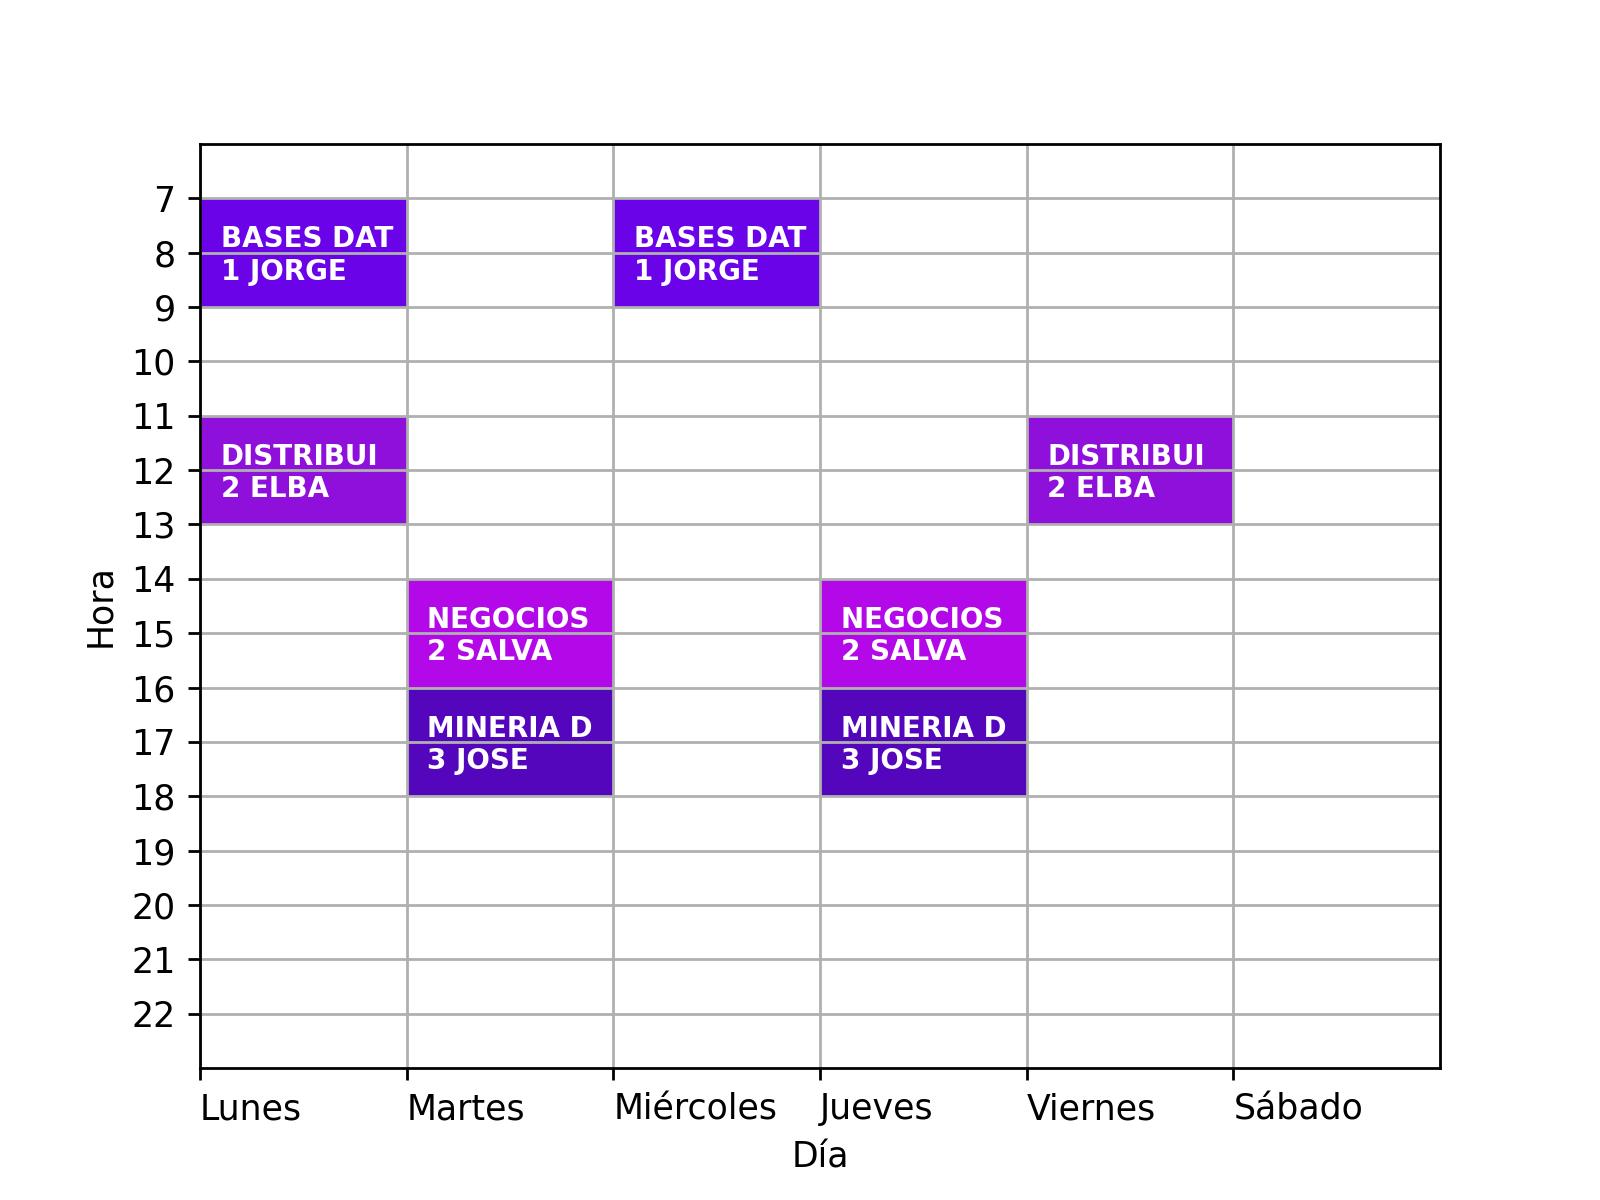 7
8
9
10
11
12
13
14
15
16
17
18
19
20
21
22
Hora
BASES DAT
1 JORGE
BASES DAT
1 JORGE
DISTRIBUI
2 ELBA
DISTRIBUI
2 ELBA
NEGOCIOS
2 SALVA
NEGOCIOS
2 SALVA
MINERIA D
3 JOSE
MINERIA D
3 JOSE
Lunes
Martes
Miércoles
Jueves
Viernes
Sábado
Día